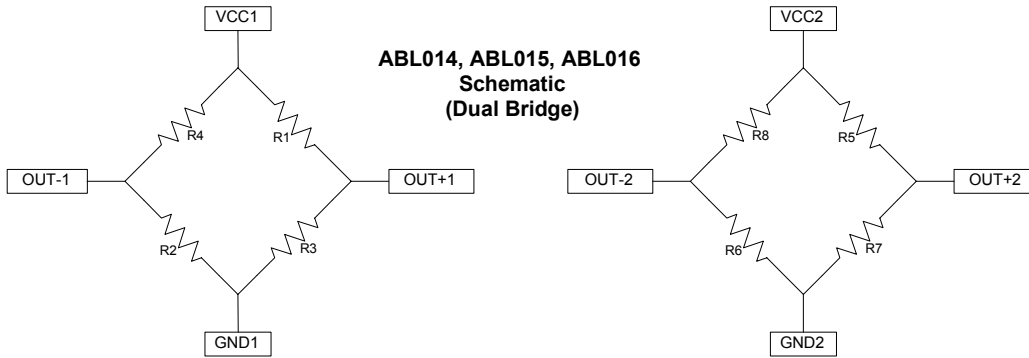 VCC1
VCC2
ABL014, ABL015, ABL016
Schematic
(Dual Bridge)
R4
R1
R8
R5
OUT-1
OUT+1
OUT-2
OUT+2
R2
R3
R6
R7
GND1
GND2